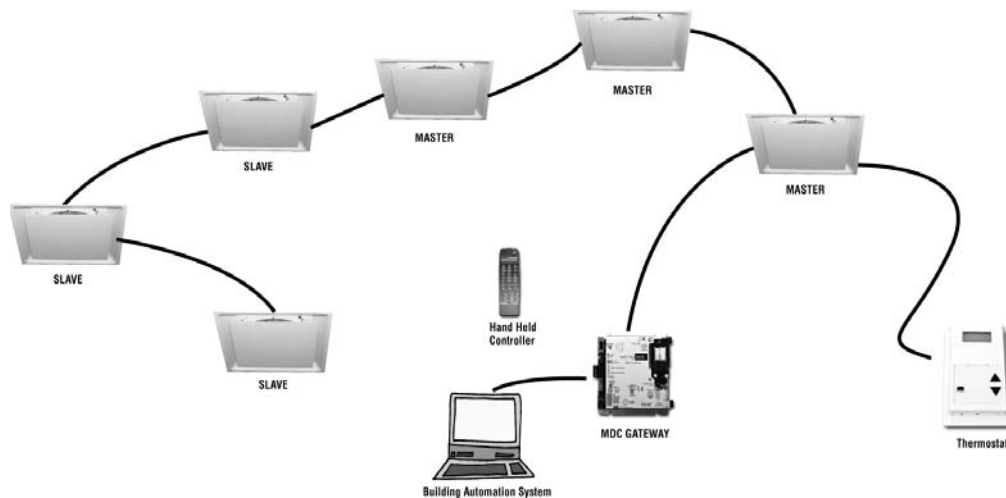 MASTER
MASTER
SLAVE
MASTER
SLAVE
Hand Held
Controller
SLAVE
MDC GATEWAY
Thermostat
Building Automation System